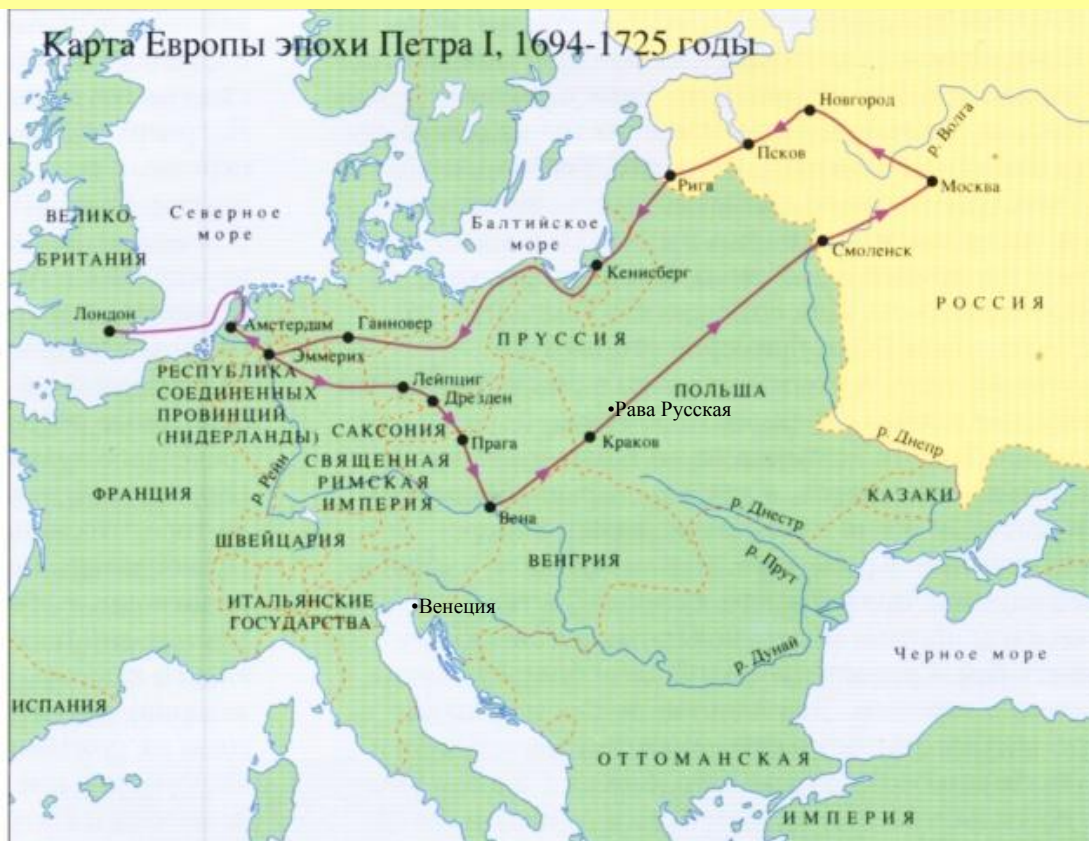 Карта Европы эпохи Петра I, 1694-1725 годы
Новгород
р. Волга
Псков
Рига
Москва
ВЕЛИКО-
БРИТАНИЯ
Северное
море
Балтийское
море
Смоленск
Кенисберг
РОССИЯ
Лондон
Амстердам
Ганновер
ПРУССИЯ
Эммерих
РЕСПУБЛИКА
СОЕДИНЕННЫХ
ПРОВИНЦИЙ
(НИДЕРЛАНДЫ)
Лейпциг
Дрезден
ПОЛЬША
•Рава Русская
САКСОНИЯ
Прага
Краков
р. Днепр
СВЯЩЕННАЯ
РИМСКАЯ
ИМПЕРИЯ
р. Рейн
ФРАНЦИЯ
КАЗАКИ
Вена
р. Днестр
ШВЕЙЦАРИЯ
ВЕНГРИЯ
р. Прут
ИТАЛЬЯНСКИЕ
ГОСУДАРСТВА
•Венеция
р. Дунай
Черное море
ИСПАНИЯ
ОТТОМАНСКАЯ
ИМПЕРИЯ